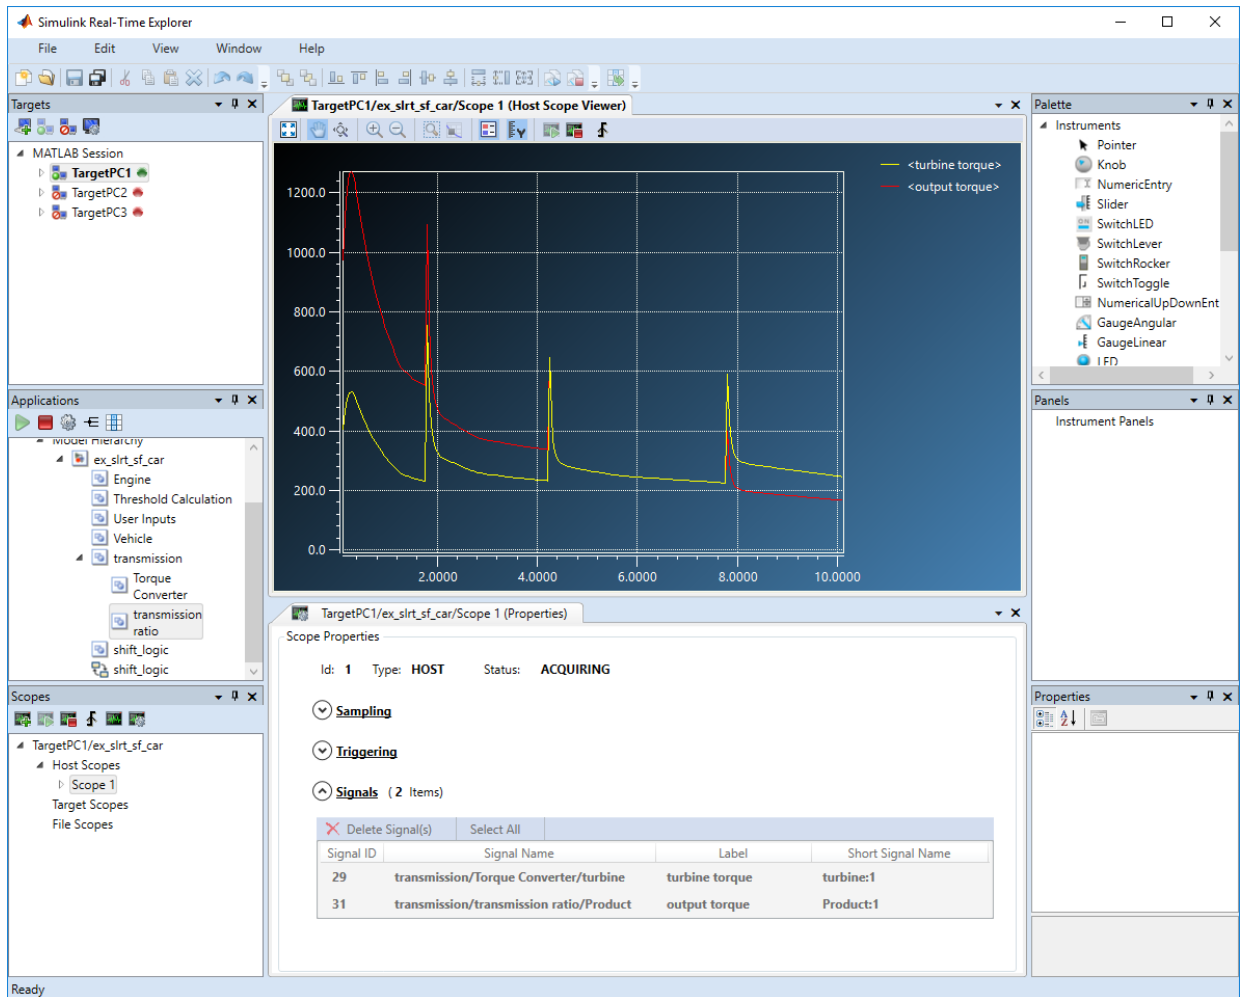 Simulink Real-Time Explorer
File Edit View Window Help
Targets
MATLAB Session
TargetPC1
TargetPC2
TargetPC3
Applications
Model Hierarchy
ex_slrt_sf_car
Engine
Threshold Calculation
User Inputs
Vehicle
transmission
Torque
Converter
transmission
ratio
shift_logic
shift_logic
Scopes
TargetPC1/ex_slrt_sf_car
Host Scopes
Scope 1
Target Scopes
File Scopes
TargetPC1/ex_slrt_sf_car/Scope 1 (Host Scope Viewer)
<turbine torque>
<output torque>
1200.0
1000.0
800.0
600.0
400.0
200.0
0.0
2.0000 4.0000 6.0000 8.0000 10.0000
TargetPC1/ex_slrt_sf_car/Scope 1 (Properties)
Scope Properties
Id: 1 Type: HOST Status: ACQUIRING
Sampling
Triggering
Signals ( 2 Items)
Delete Signal(s) Select All
Signal ID Signal Name Label Short Signal Name
29 transmission/Torque Converter/turbine turbine torque turbine:1
31 transmission/transmission ratio/Product output torque Product:1
Palette
Instruments
Pointer
Knob
NumericEntry
Slider
SwitchLED
SwitchLever
SwitchRocker
SwitchToggle
NumericalUpDownEnt
GaugeAngular
GaugeLinear
LED
Panels
Instrument Panels
Properties
Ready